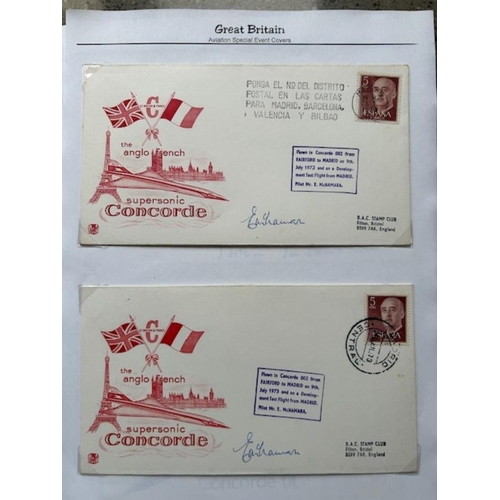 Great Britain
Aviation Special Event Covers
PONGA EL NO.DEL DISTRITO
POSTAL EN LAS CARTAS
PARA MADRID. BARCELONA.
VALENCIA Y BILBAO
5
ESPAÑA
C
the
anglo french
supersonic
Concorde
Flown in Concorde 002 from
FAIRFORD to MADRID on 9th.
July 1973 and on a Develop-
ment Test Flight from MADRID.
Pilot Mr. E. McNAMARA.
B.A.C. STAMP CLUB
Filton, Bristol
BS99 7AR, England
5
ESPAÑA
CENTRAL
C
the
anglo french
supersonic
Concorde
Flown in Concorde 002 from
FAIRFORD to MADRID on 9th.
July 1973 and on a Develop-
ment Test Flight from MADRID.
Pilot Mr. E. McNAMARA.
B.A.C. STAMP CLUB
Filton, Bristol
BS99 7AR, England